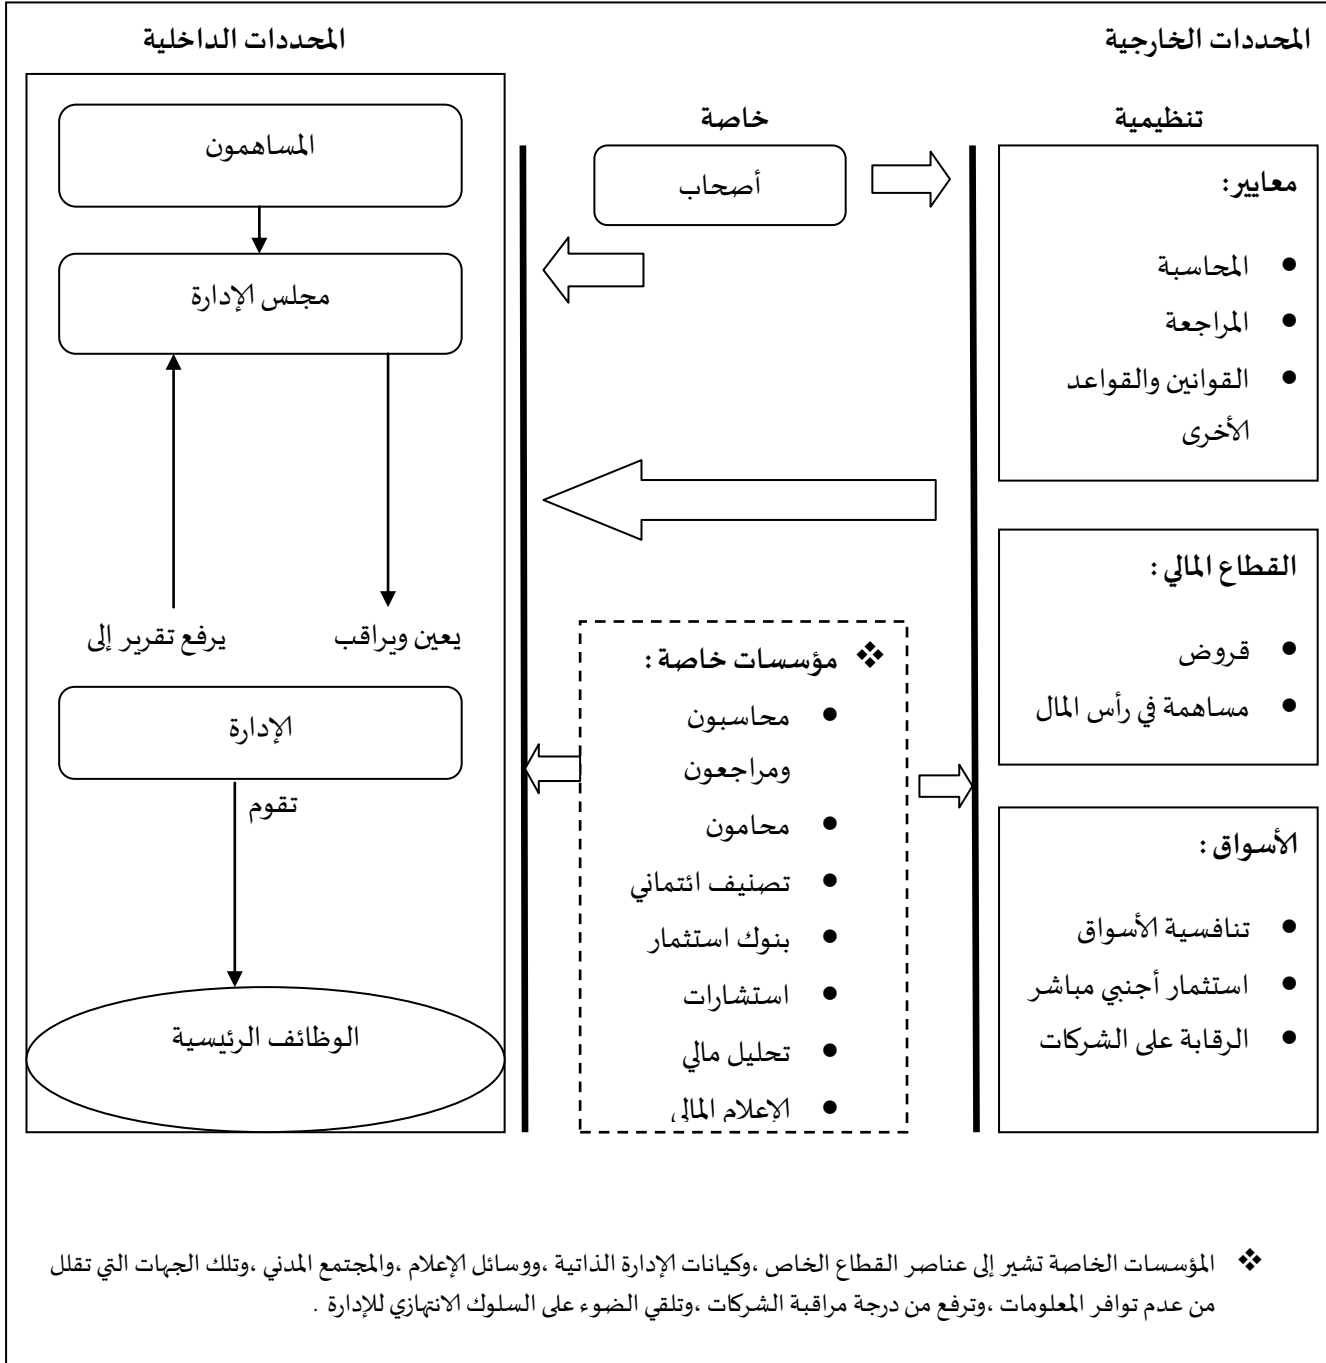 المحددات الخارجية
المحددات الداخلية
تنظيمية
معايير:
• المحاسبة
• المراجعة
• القوانين والقواعد
الأخرى
القطاع المالي :
• قروض
• مساهمة في رأس المال
الأسواق :
• تنافسية الأسواق
• استثمار أجنبي مباشر
• الرقابة على الشركات
خاصة
أصحاب
❖ مؤسسات خاصة :
• محاسبون
ومراجعون
• محامون
• تصنيف ائتماني
• بنوك استثمار
• استشارات
• تحليل مالي
• الإعلام المالي
المساهمون
مجلس الإدارة
يعين ويراقب
يرفع تقرير إلى
الإدارة
تقوم
الوظائف الرئيسية
❖ المؤسسات الخاصة تشير إلى عناصر القطاع الخاص ،وكيانات الإدارة الذاتية ،ووسائل الإعلام ،والمجتمع المدني ،وتلك الجهات التي تقلل
من عدم توافر المعلومات ،وترفع من درجة مراقبة الشركات ،وتلقي الضوء على السلوك الانتهازي للإدارة .